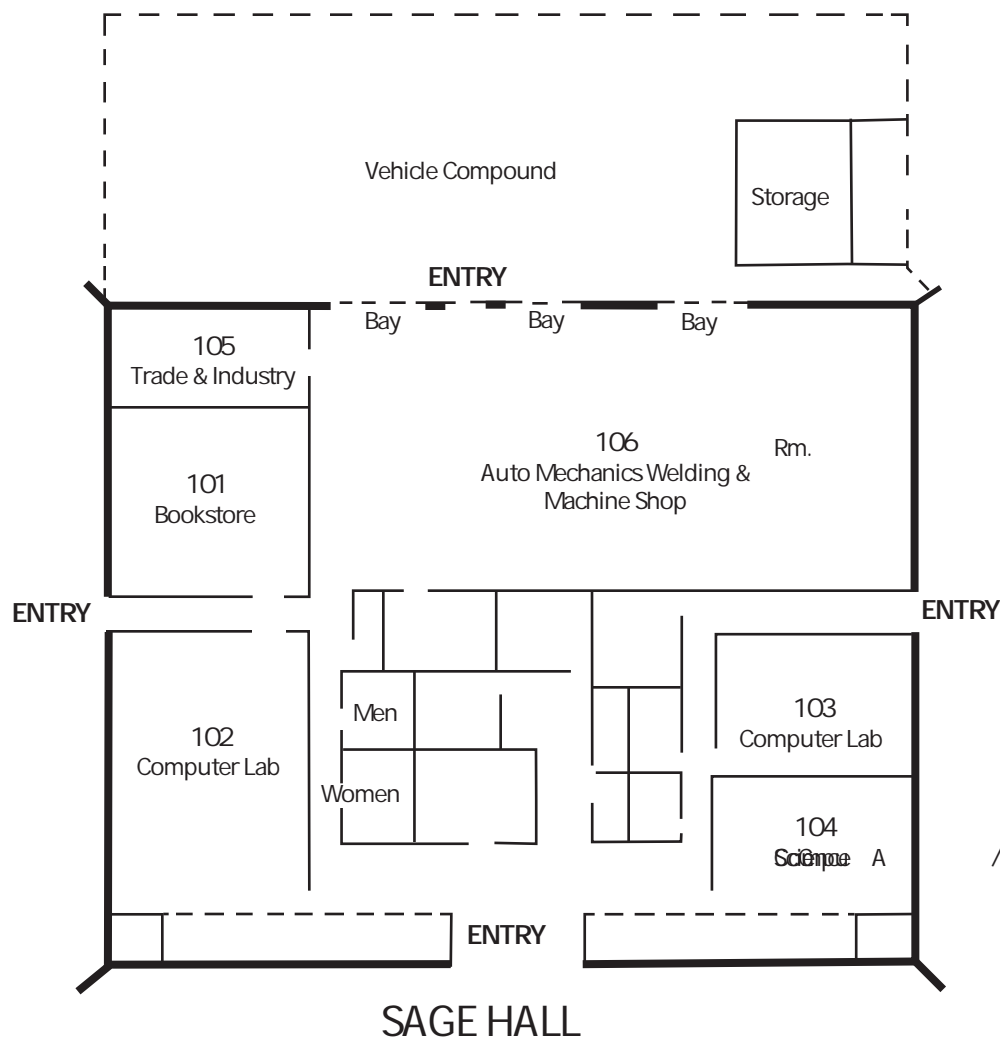 Vehicle Compound
Storage
ENTRY
Bay
Bay
Bay
105
Trade & Industry
106
Rm.
Auto Mechanics Welding &
Machine Shop
101
Bookstore
ENTRY
ENTRY
Men
103
Computer Lab
102
Computer Lab
Women
104
A
/
ENTRY
SAGE HALL